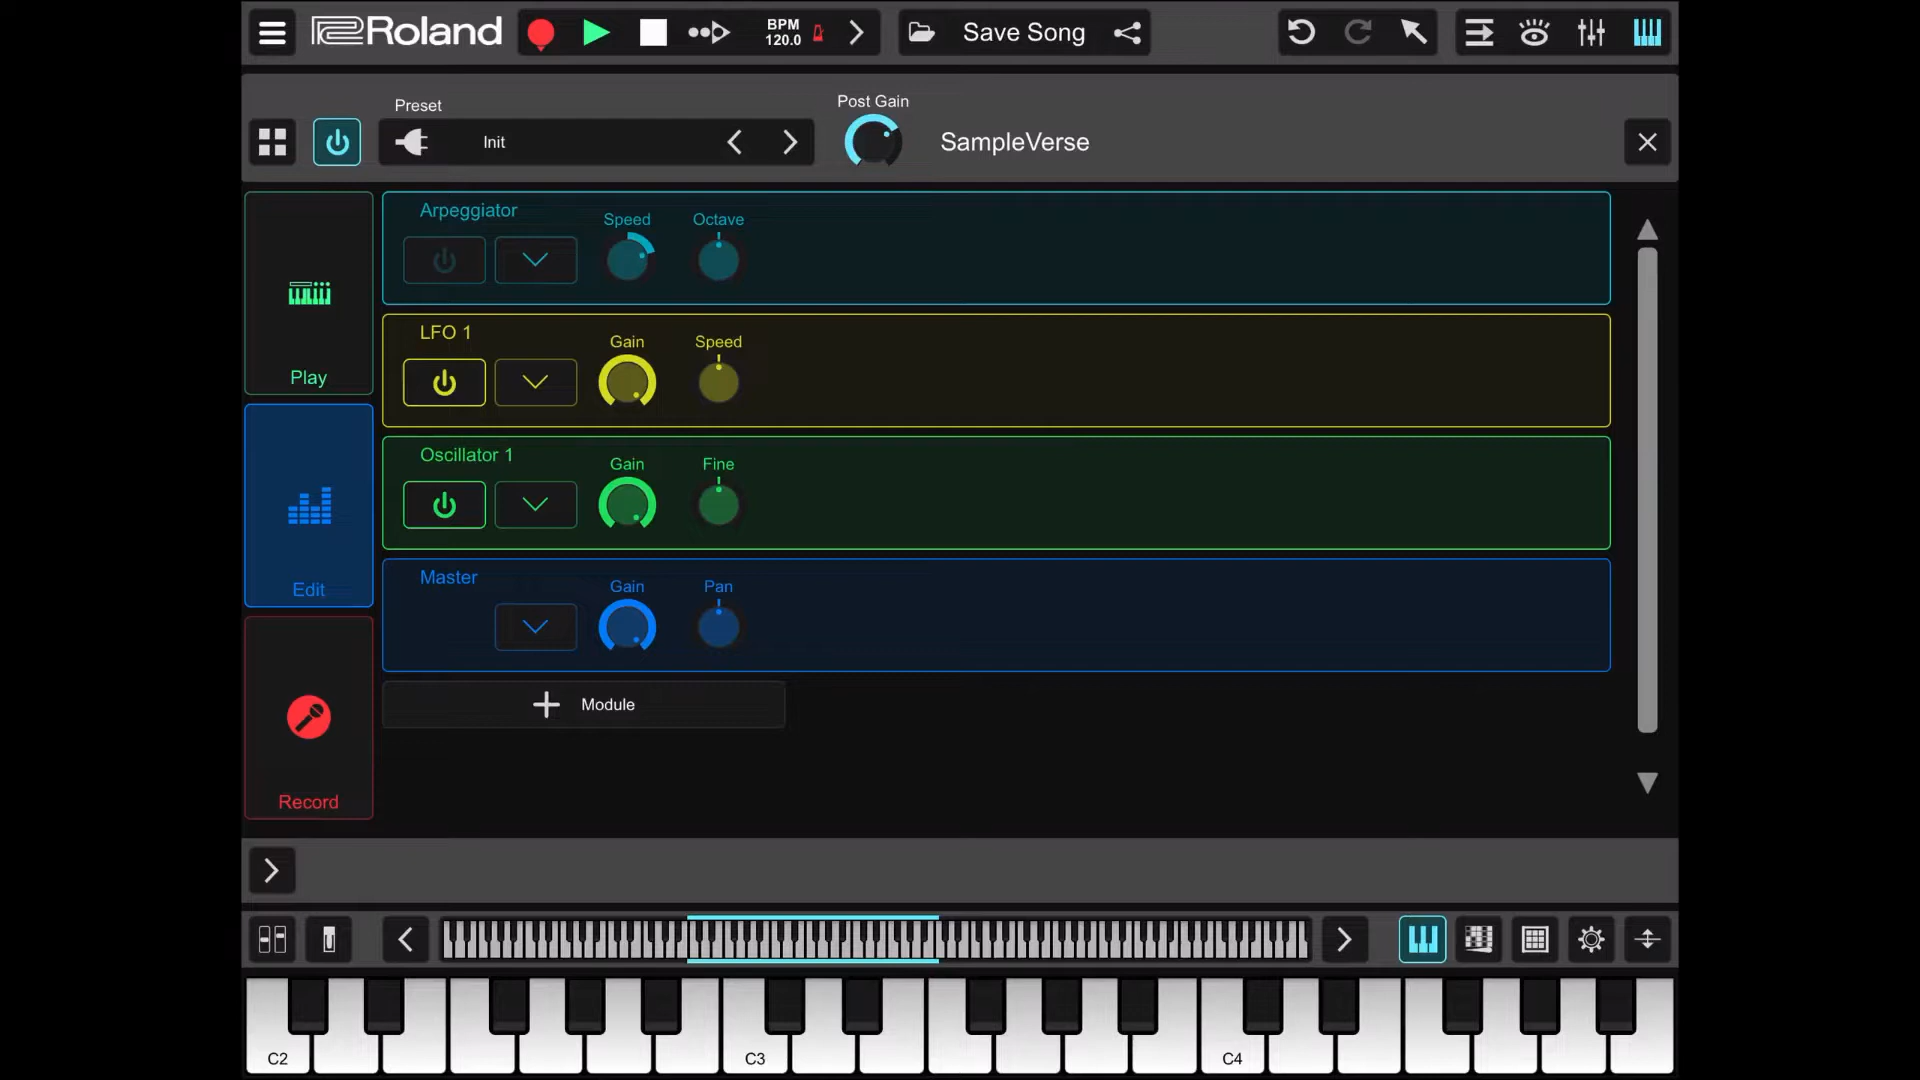 Roland
BPM
120.0
Save Song
Preset
Init
Post Gain
SampleVerse
Play
Edit
Record
Arpeggiator
Speed
Octave
LFO 1
Gain
Speed
Oscillator 1
Gain
Fine
Master
Gain
Pan
Module
C2
C3
C4